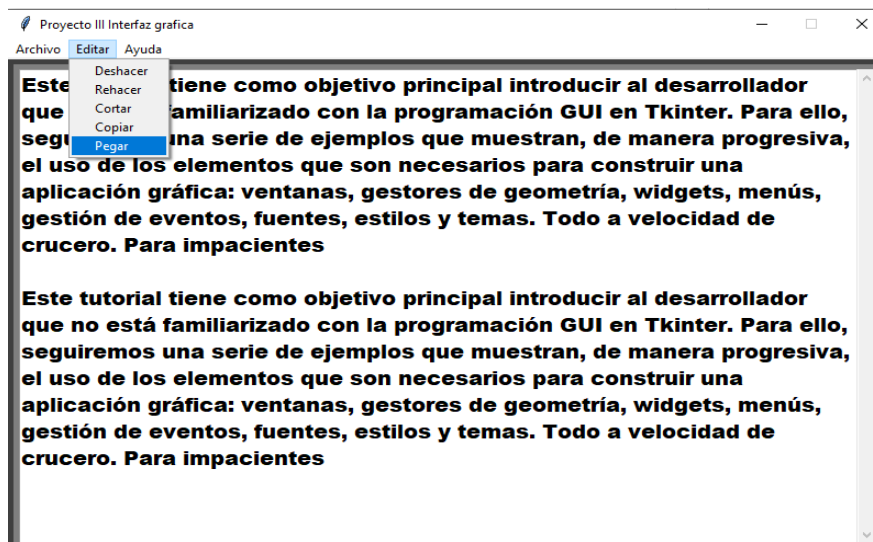 Proyecto III Interfaz grafica
Archivo Editar Ayuda
Deshacer
Rehacer
Cortar
Copiar
Pegar
Este tiene como objetivo principal introducir al desarrollador
que familiarizado con la programación GUI en Tkinter. Para ello,
una serie de ejemplos que muestran, de manera progresiva,
el uso de los elementos que son necesarios para construir una
aplicación gráfica: ventanas, gestores de geometría, widgets, menús,
gestión de eventos, fuentes, estilos y temas. Todo a velocidad de
crucero. Para impacientes
Este tutorial tiene como objetivo principal introducir al desarrollador
que no está familiarizado con la programación GUI en Tkinter. Para ello,
seguiremos una serie de ejemplos que muestran, de manera progresiva,
el uso de los elementos que son necesarios para construir una
aplicación gráfica: ventanas, gestores de geometría, widgets, menús,
gestión de eventos, fuentes, estilos y temas. Todo a velocidad de
crucero. Para impacientes